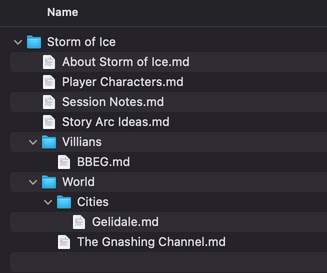 Name
Storm of Ice
About Storm of Ice.md
Player Characters.md
Session Notes.md
Story Arc Ideas.md
Villians
BBEG.md
World
Cities
Gelidale.md
The Gnashing Channel.md